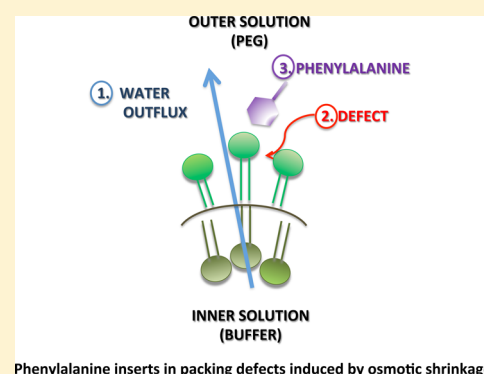 OUTER SOLUTION
(PEG)
3. PHENYLALANINE
1. WATER
OUTFLUX
2. DEFECT
INNER SOLUTION
(BUFFER)
Phenylalanine inserts in packing defects induced by osmotic